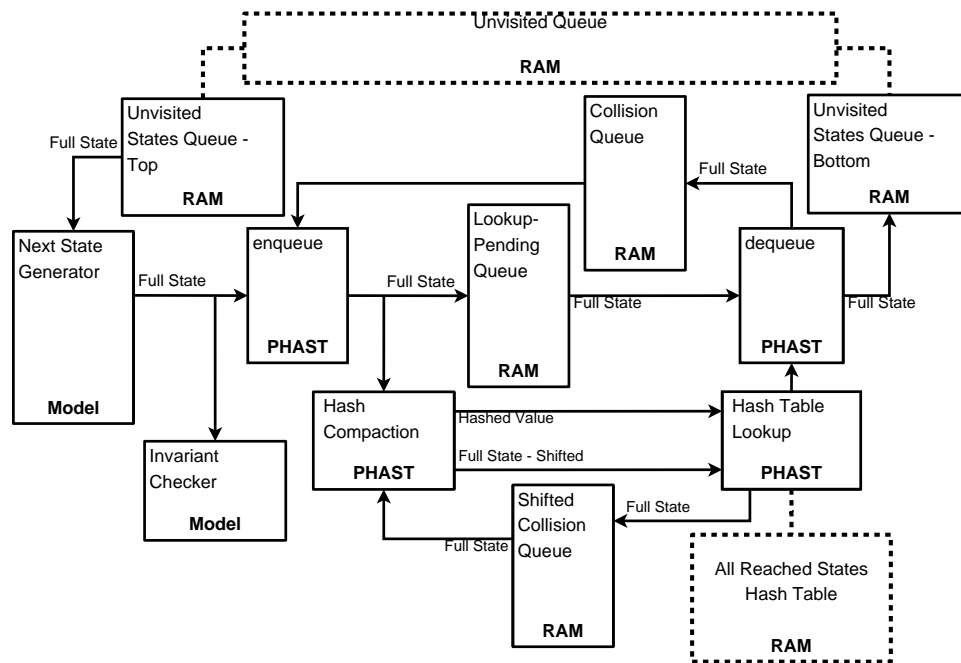 Unvisited Queue
RAM
Unvisited
States Queue -
Top
RAM
Collision
Queue
RAM
Unvisited
States Queue -
Bottom
RAM
Full State
Full State
Next State
Generator
Model
Full State
enqueue
PHAST
Full State
Lookup-
Pending
Queue
RAM
Full State
dequeue
PHAST
Full State
Hash
Compaction
PHAST
Hashed Value
Full State - Shifted
Hash Table
Lookup
PHAST
Invariant
Checker
Model
Full State
Shifted
Collision
Queue
RAM
Full State
All Reached States
Hash Table
RAM